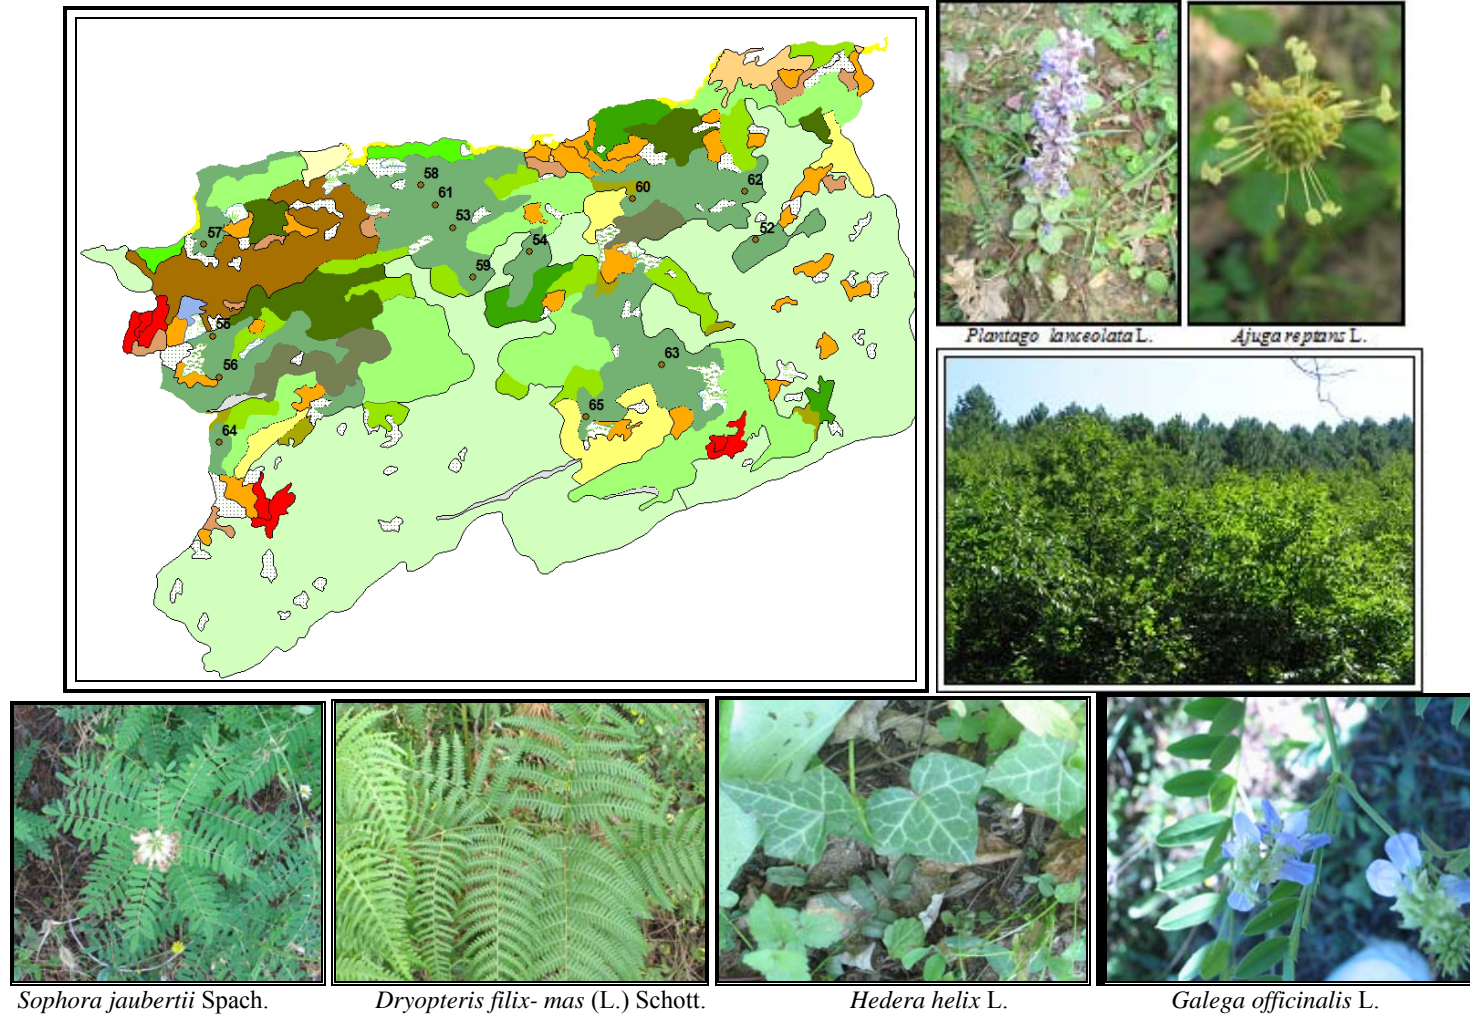 58
61
62
60
53
57
52
54
59
55
63
56
65
64
Plantago lanceolata L.
Ajuga reptans L.
Sophora jaubertii Spach.
Dryopteris filix- mas (L.) Schott.
Hedera helix L.
Galega officinalis L.